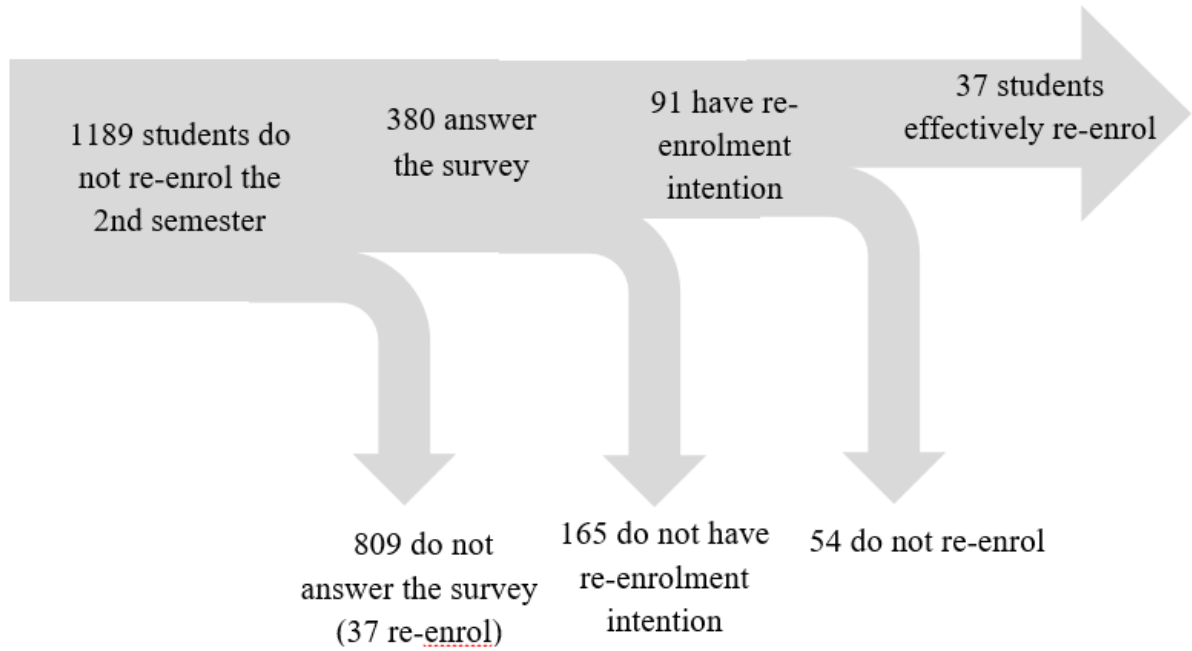 1189 students do
not re-enrol the
2nd semester
380 answer
the survey
91 have re-
enrolment
intention
37 students
effectively re-enrol
809 do not
answer the survey
(37 re-enrol)
165 do not have
re-enrolment
intention
54 do not re-enrol